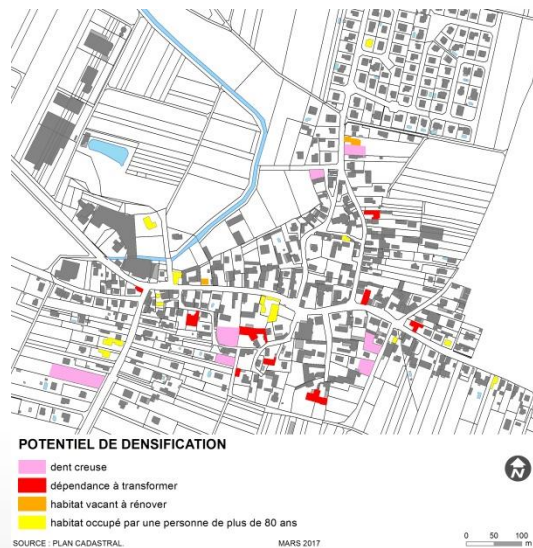 POTENTIEL DE DENSIFICATION
dent creuse
dépendance à transformer
habitat vacant à rénover
habitat occupé par une personne de plus de 80 ans
N
SOURCE : PLAN CADASTRAL. MARS 2017 0 50 100 m